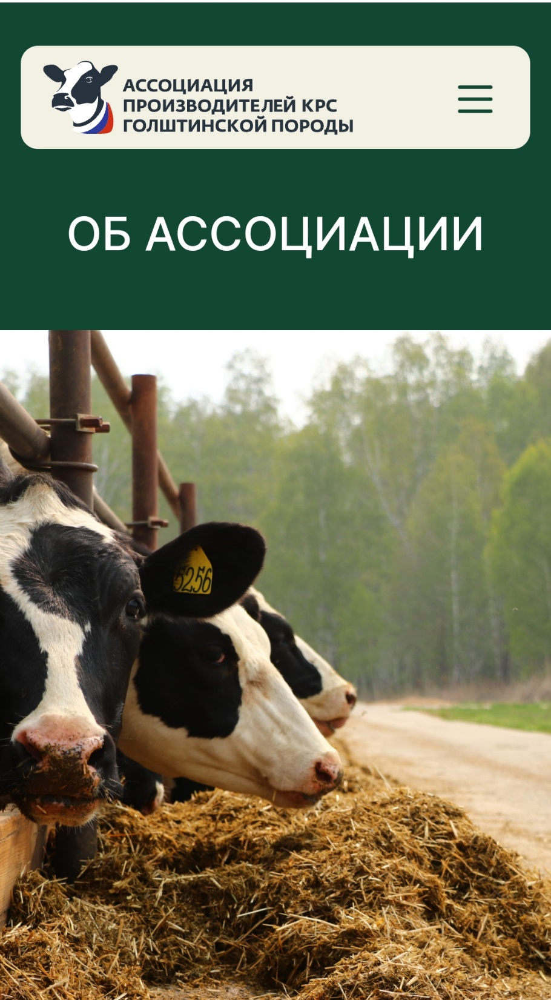 АССОЦИАЦИЯ
ПРОИЗВОДИТЕЛЕЙ КРС
ГОЛШТИНСКОЙ ПОРОДЫ
ОБ АССОЦИАЦИИ
5256